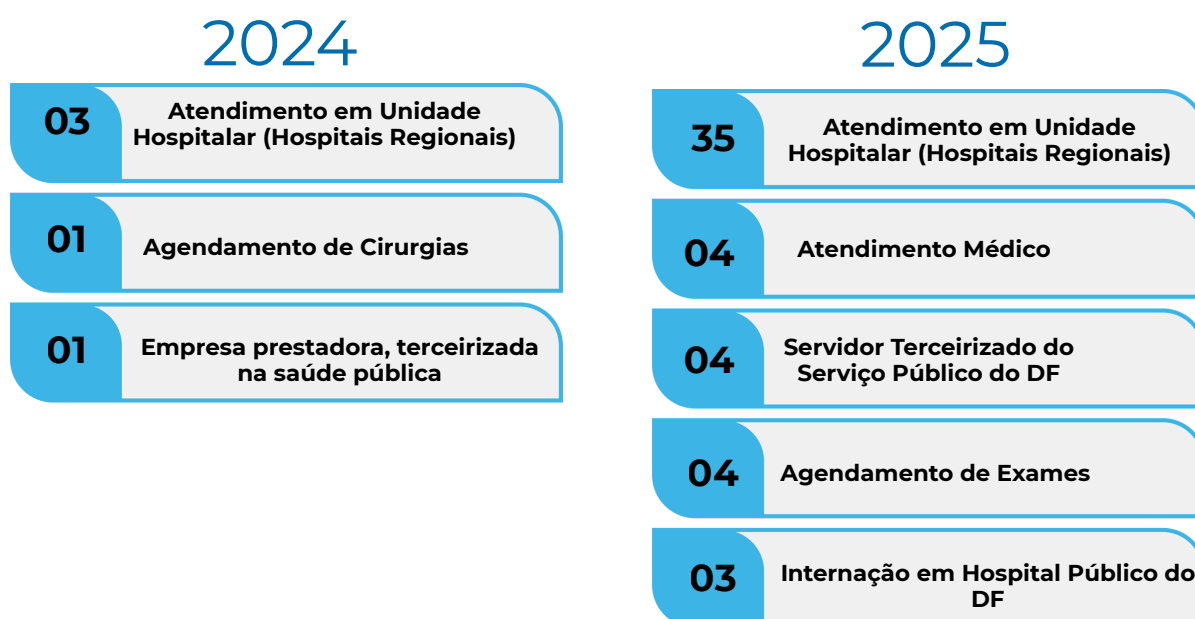 2024
03
Atendimento em Unidade
Hospitalar (Hospitais Regionais)
01
Agendamento de Cirurgias
01
Empresa prestadora, terceirizada
na saúde pública
2025
35
Atendimento em Unidade
Hospitalar (Hospitais Regionais)
04
Atendimento Médico
04
Servidor Terceirizado do
Serviço Público do DF
04
Agendamento de Exames
03
Internação em Hospital Público do
DF